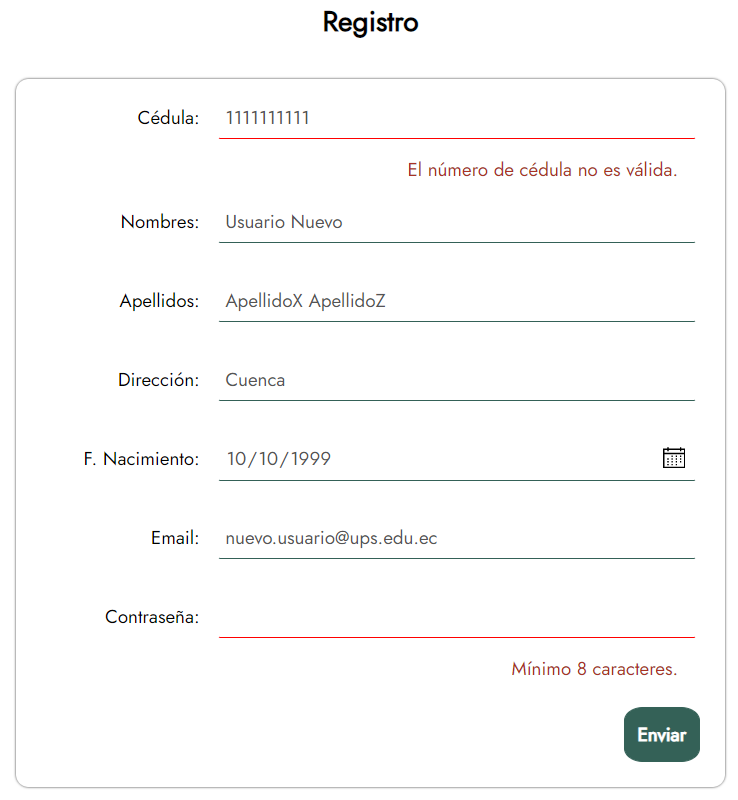 Registro
Cédula: 1111111111
El número de cédula no es válida.
Nombres: Usuario Nuevo
Apellidos: ApellidoX ApellidoZ
Dirección: Cuenca
F. Nacimiento: 10/10/1999
Email: nuevo.usuario@ups.edu.ec
Contraseña:
Mínimo 8 caracteres.
Enviar